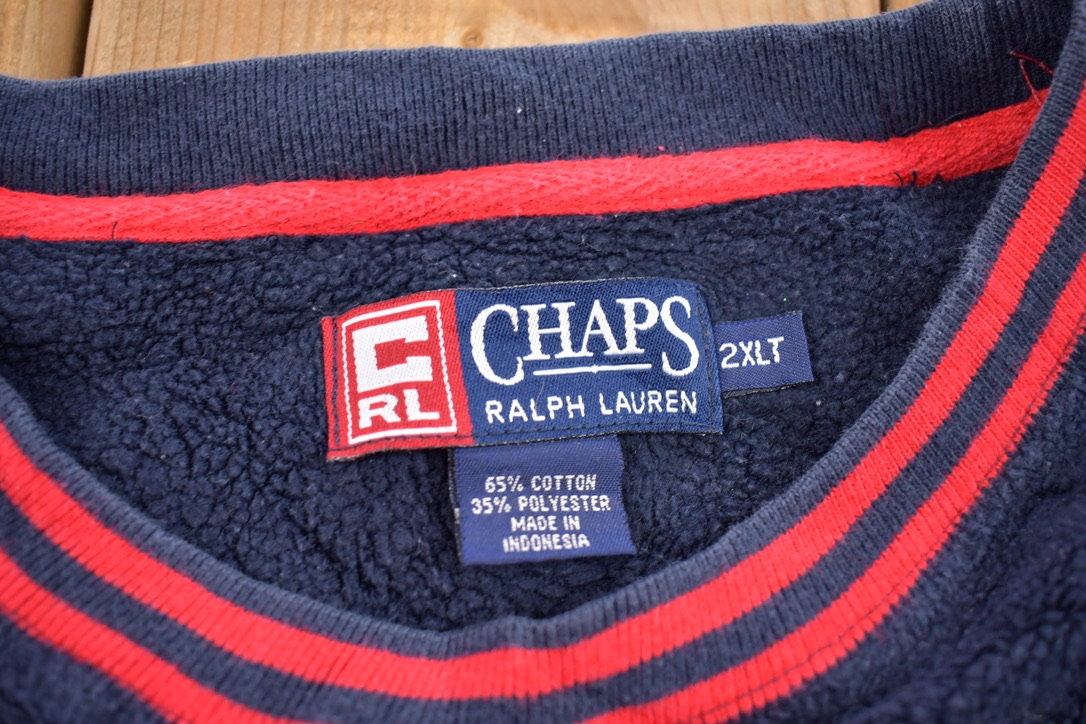 C
RL
CHAPS
RALPH LAUREN
2XLT
65% COTTON
35% POLYESTER
MADE IN
INDONESIA